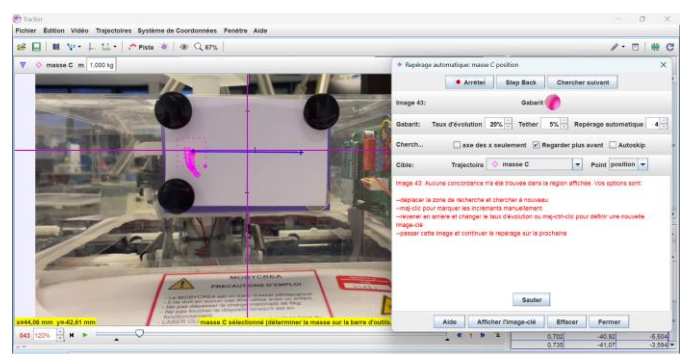 Tracker
Fichier Édition Vidéo Trajectoires Système de Coordonnées Fenêtre Aide
Piste 67%
masse C m 1,000 kg
Repérage automatique: masse C position
Arrêter Step Back Chercher suivant
Image 43: Gabarit
Gabarit: Taux d'évolution 20% Tether 5% Repérage automatique 4
Cherch... axe des x seulement Regarder plus avant Autoskip
Cible: Trajectoire masse C Point position
Image 43: Aucune concordance n'a été trouvée dans la région affichée. Vos options sont:
--déplacer la zone de recherche et chercher à nouveau
--maj-clic pour marquer les incréments manuellement
--revener en arrière et changer le taux d'évolution ou maj-ctrl-clic pour définir une nouvelle
image-clé
--passer cette image et continuer le repérage sur la prochaine
Sauter
Aide Afficher l'image-clé Effacer Fermer
MOBYCREA
PRECAUTIONS D'EMPLOI
x=44,06 mm y=-62,61 mm masse C sélectionné (déterminer la masse sur la barre d'outils
043 120% 1
0,702 -40,92 -5,504
0,735 -41,07 -3,594